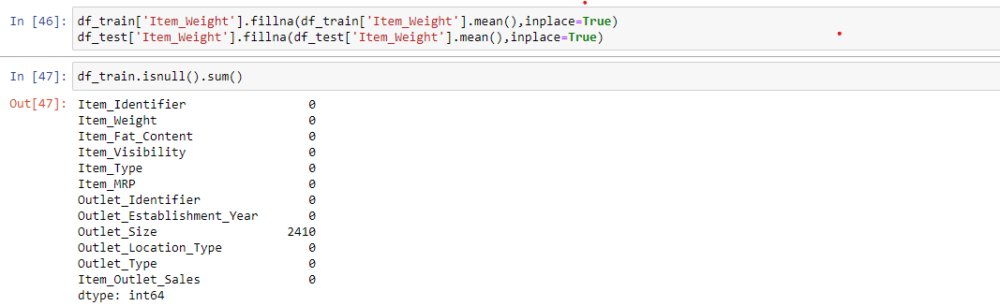 In [46]: df_train['Item_Weight'].fillna(df_train['Item_Weight'].mean(),inplace=True)
df_test['Item_Weight'].fillna(df_test['Item_Weight'].mean(),inplace=True)
In [47]: df_train.isnull().sum()
Out[47]: Item_Identifier 0
Item_Weight 0
Item_Fat_Content 0
Item_Visibility 0
Item_Type 0
Item_MRP 0
Outlet_Identifier 0
Outlet_Establishment_Year 0
Outlet_Size 2410
Outlet_Location_Type 0
Outlet_Type 0
Item_Outlet_Sales 0
dtype: int64